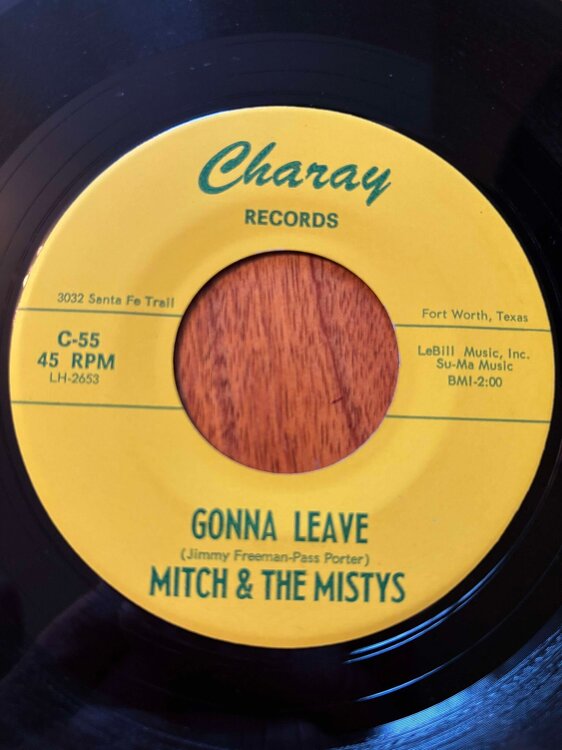 Charay
RECORDS
3032 Santa Fe Trail
Fort Worth, Texas
C-55
45 RPM
LH-2653
LeBill Music, Inc.
Su-Ma Music
BMI-2:00
GONNA LEAVE
(Jimmy Freeman-Pass Porter)
MITCH & THE MISTYS